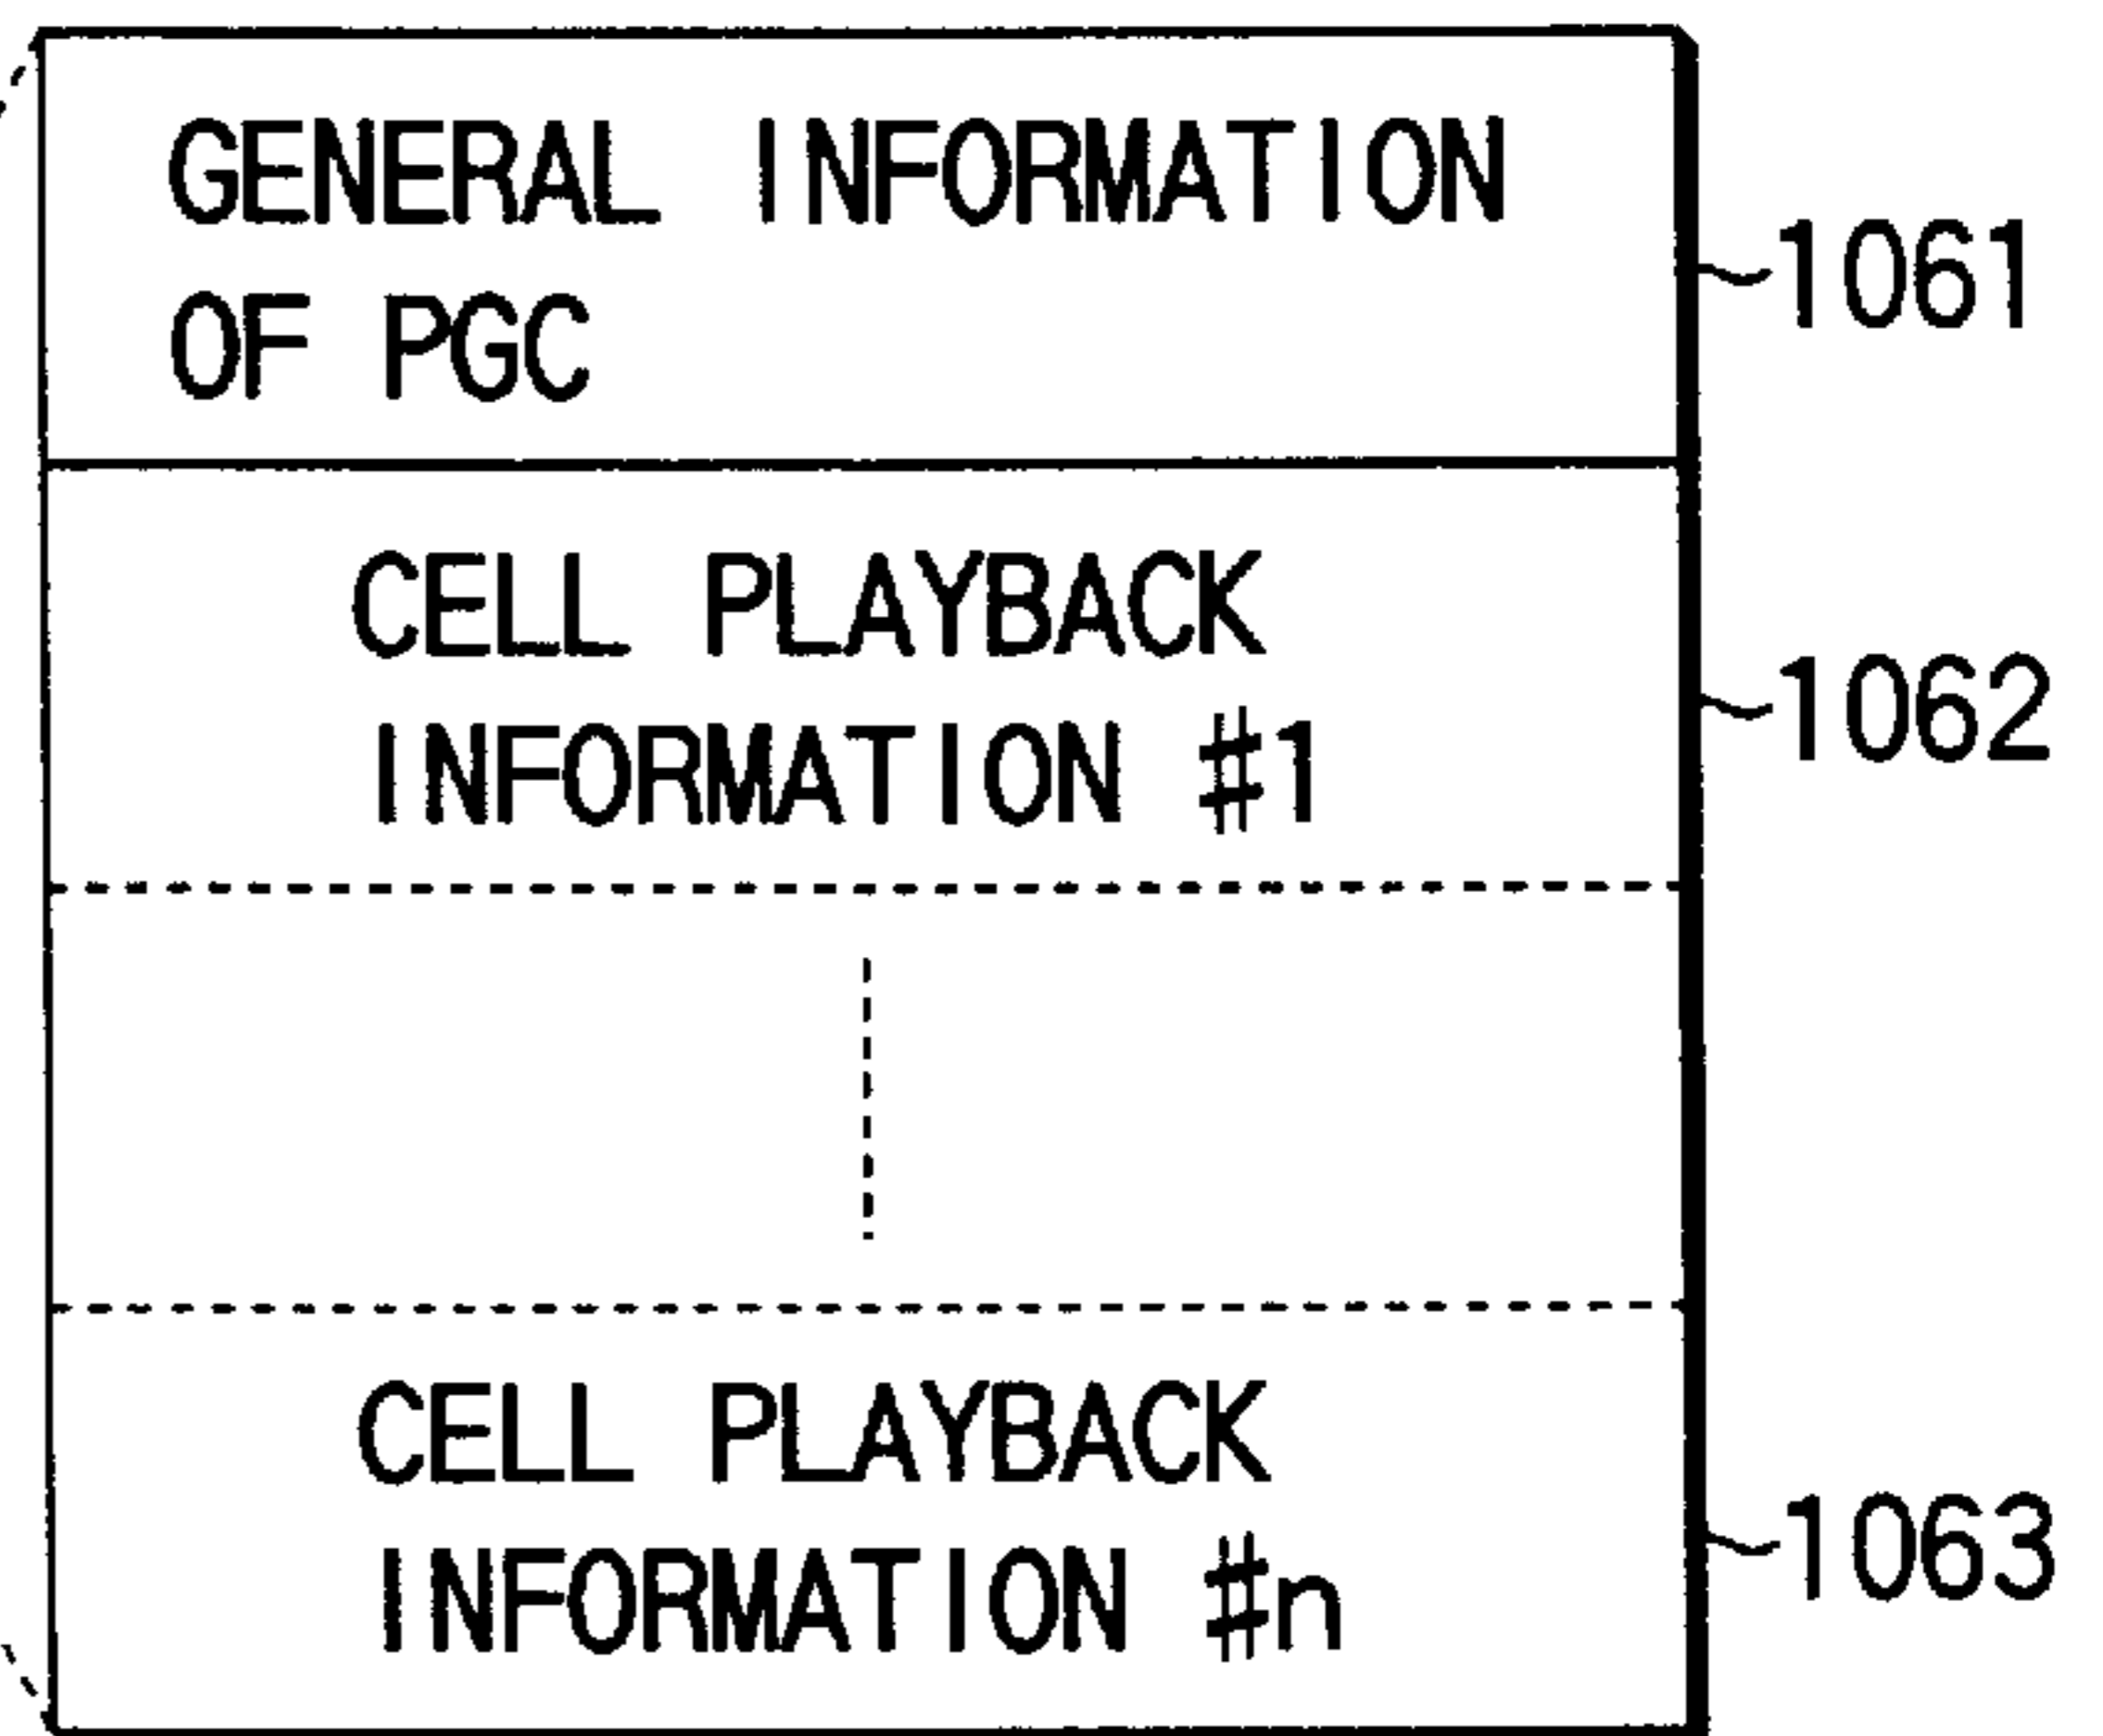 GENERAL INFORMATION
OF PGC
1061
CELL PLAYBACK
INFORMATION #1
1062
CELL PLAYBACK
INFORMATION #n
1063